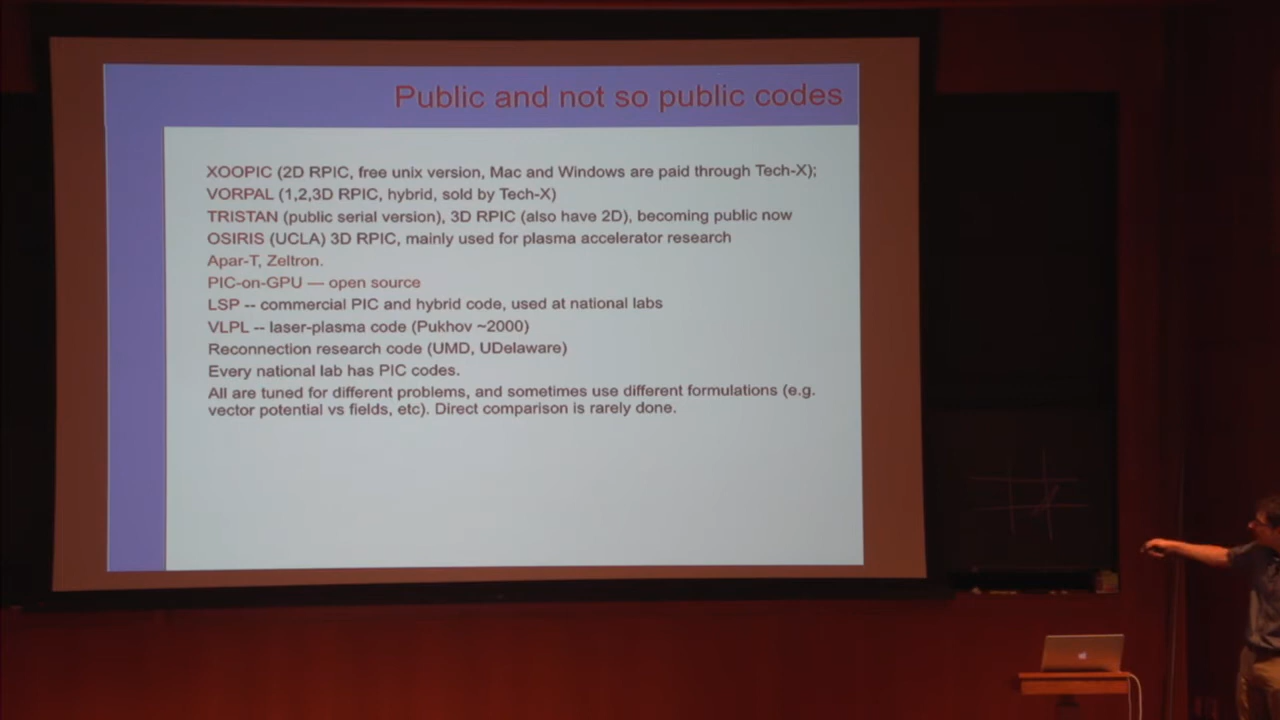 Public and not so public codes
XOOPIC (2D RPIC, free unix version, Mac and Windows are paid through Tech-X);
VORPAL (1,2,3D RPIC, hybrid, sold by Tech-X)
TRISTAN (public serial version), 3D RPIC (also have 2D), becoming public now
OSIRIS (UCLA) 3D RPIC, mainly used for plasma accelerator research
Apar-T, Zeltron.
PIC-on-GPU — open source
LSP -- commercial PIC and hybrid code, used at national labs
VLPL -- laser-plasma code (Pukhov ~2000)
Reconnection research code (UMD, UDelaware)
Every national lab has PIC codes.
All are tuned for different problems, and sometimes use different formulations (e.g.
vector potential vs fields, etc). Direct comparison is rarely done.